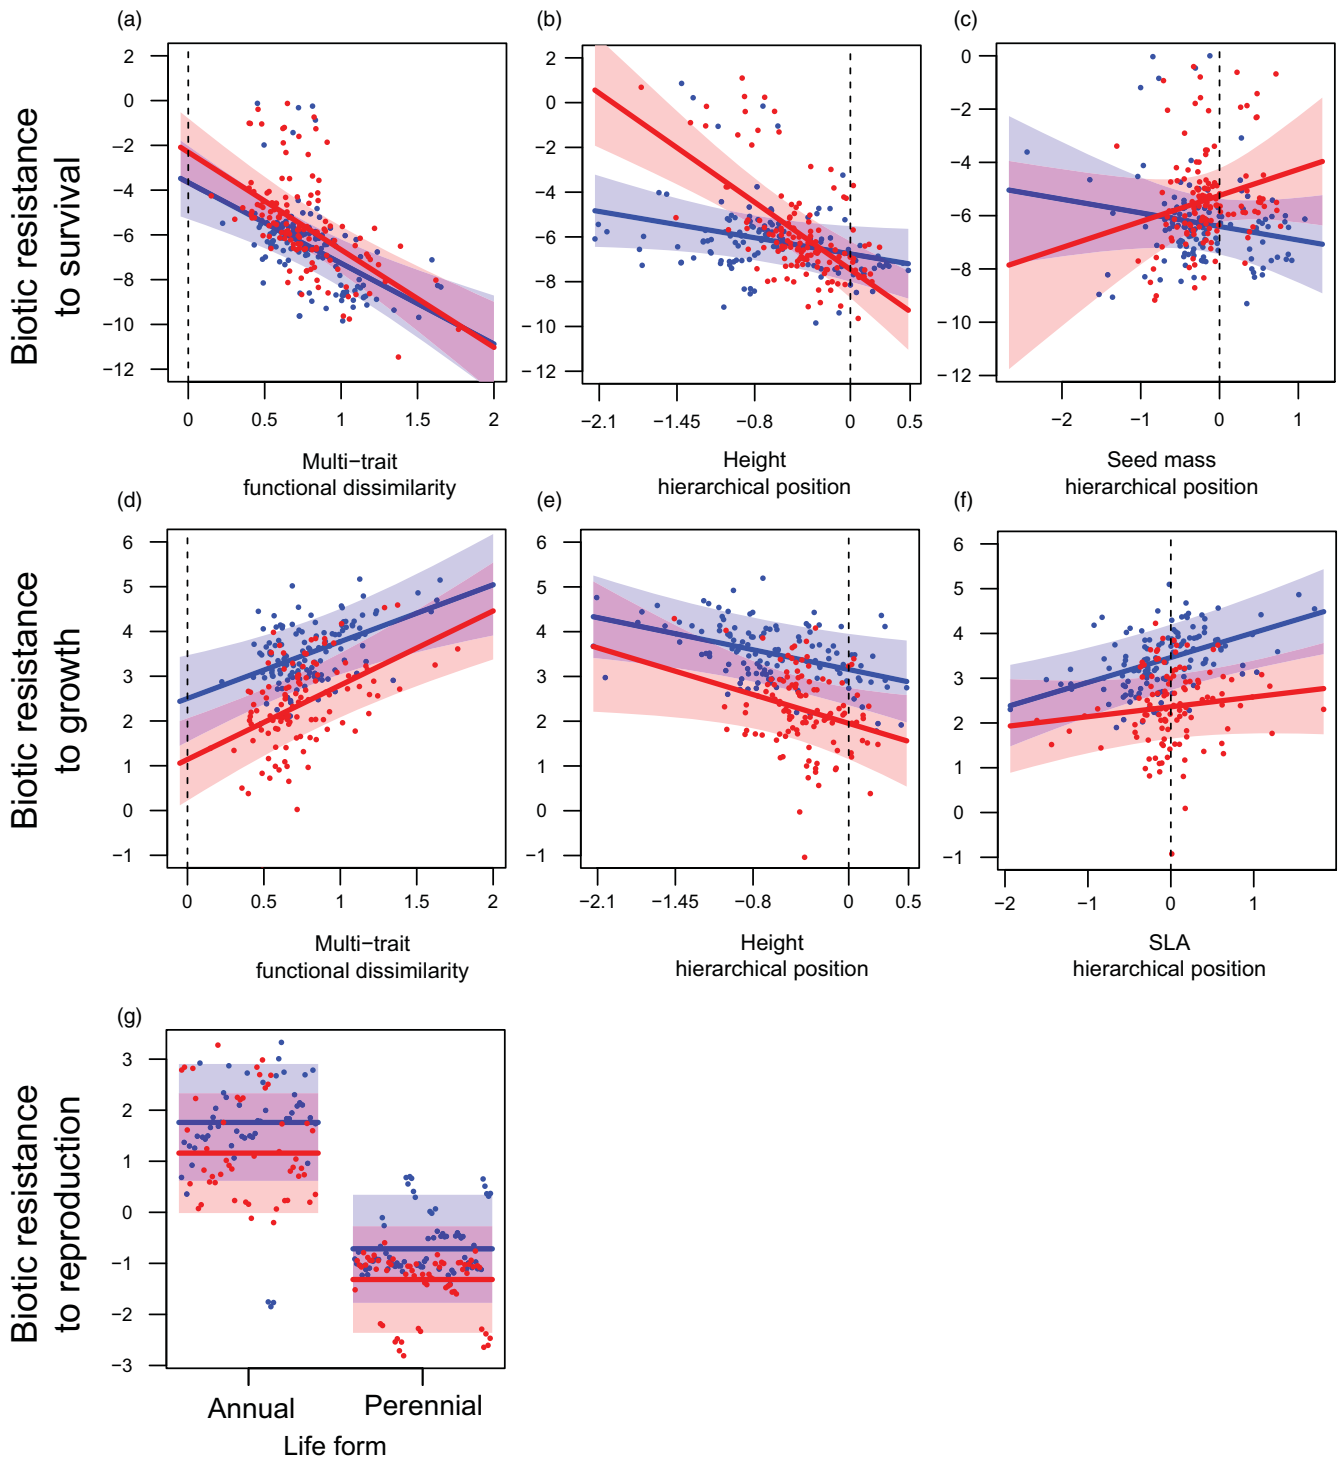 (a)
(b)
(c)
Biotic resistance
to survival
2
0
−2
−4
−6
−8
−10
−12
0
0.5
1
1.5
2
Multi−trait
functional dissimilarity
2
0
−2
−4
−6
−8
−10
−12
−2.1
−1.45
−0.8
0
0.5
Height
hierarchical position
0
−2
−4
−6
−8
−10
−12
−2
−1
0
1
Seed mass
hierarchical position
(d)
(e)
(f)
Biotic resistance
to growth
6
5
4
3
2
1
0
−1
0
0.5
1
1.5
2
Multi−trait
functional dissimilarity
6
5
4
3
2
1
0
−1
−2.1
−1.45
−0.8
0
0.5
Height
hierarchical position
6
5
4
3
2
1
0
−1
−2
−1
0
1
SLA
hierarchical position
(g)
Biotic resistance
to reproduction
3
2
1
0
−1
−2
−3
Annual
Perennial
Life form